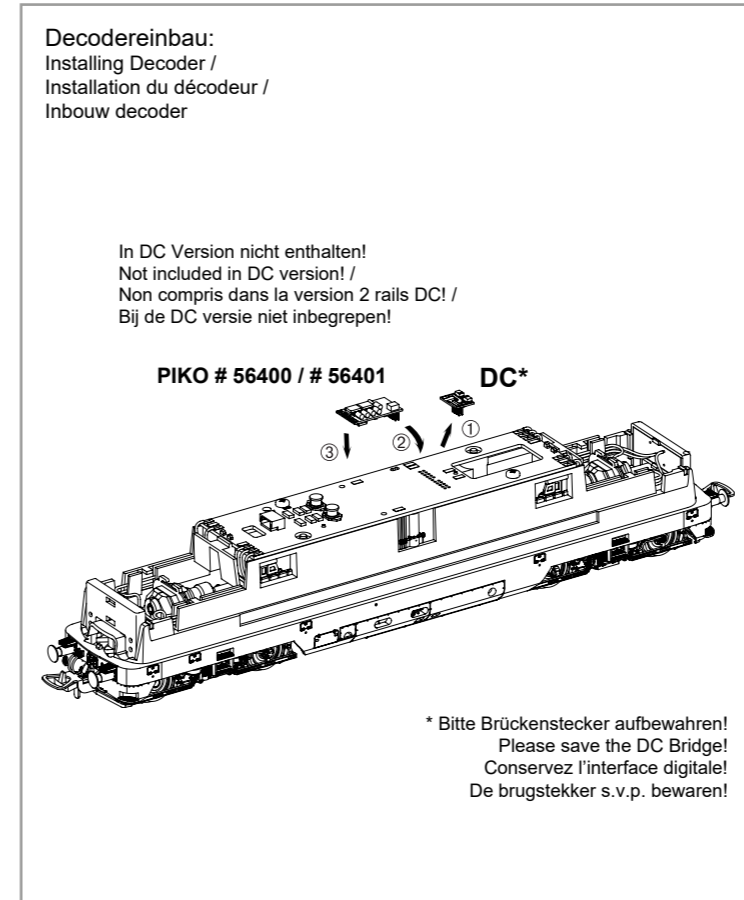 Decodereinbau:
Installing Decoder /
Installation du décodeur /
Inbouw decoder
In DC Version nicht enthalten!
Not included in DC version! /
Non compris dans la version 2 rails DC! /
Bij de DC versie niet inbegrepen!
PIKO # 56400 / # 56401 DC*
③ ② ①
* Bitte Brückenstecker aufbewahren!
Please save the DC Bridge!
Conservez l’interface digitale!
De brugstekker s.v.p. bewaren!